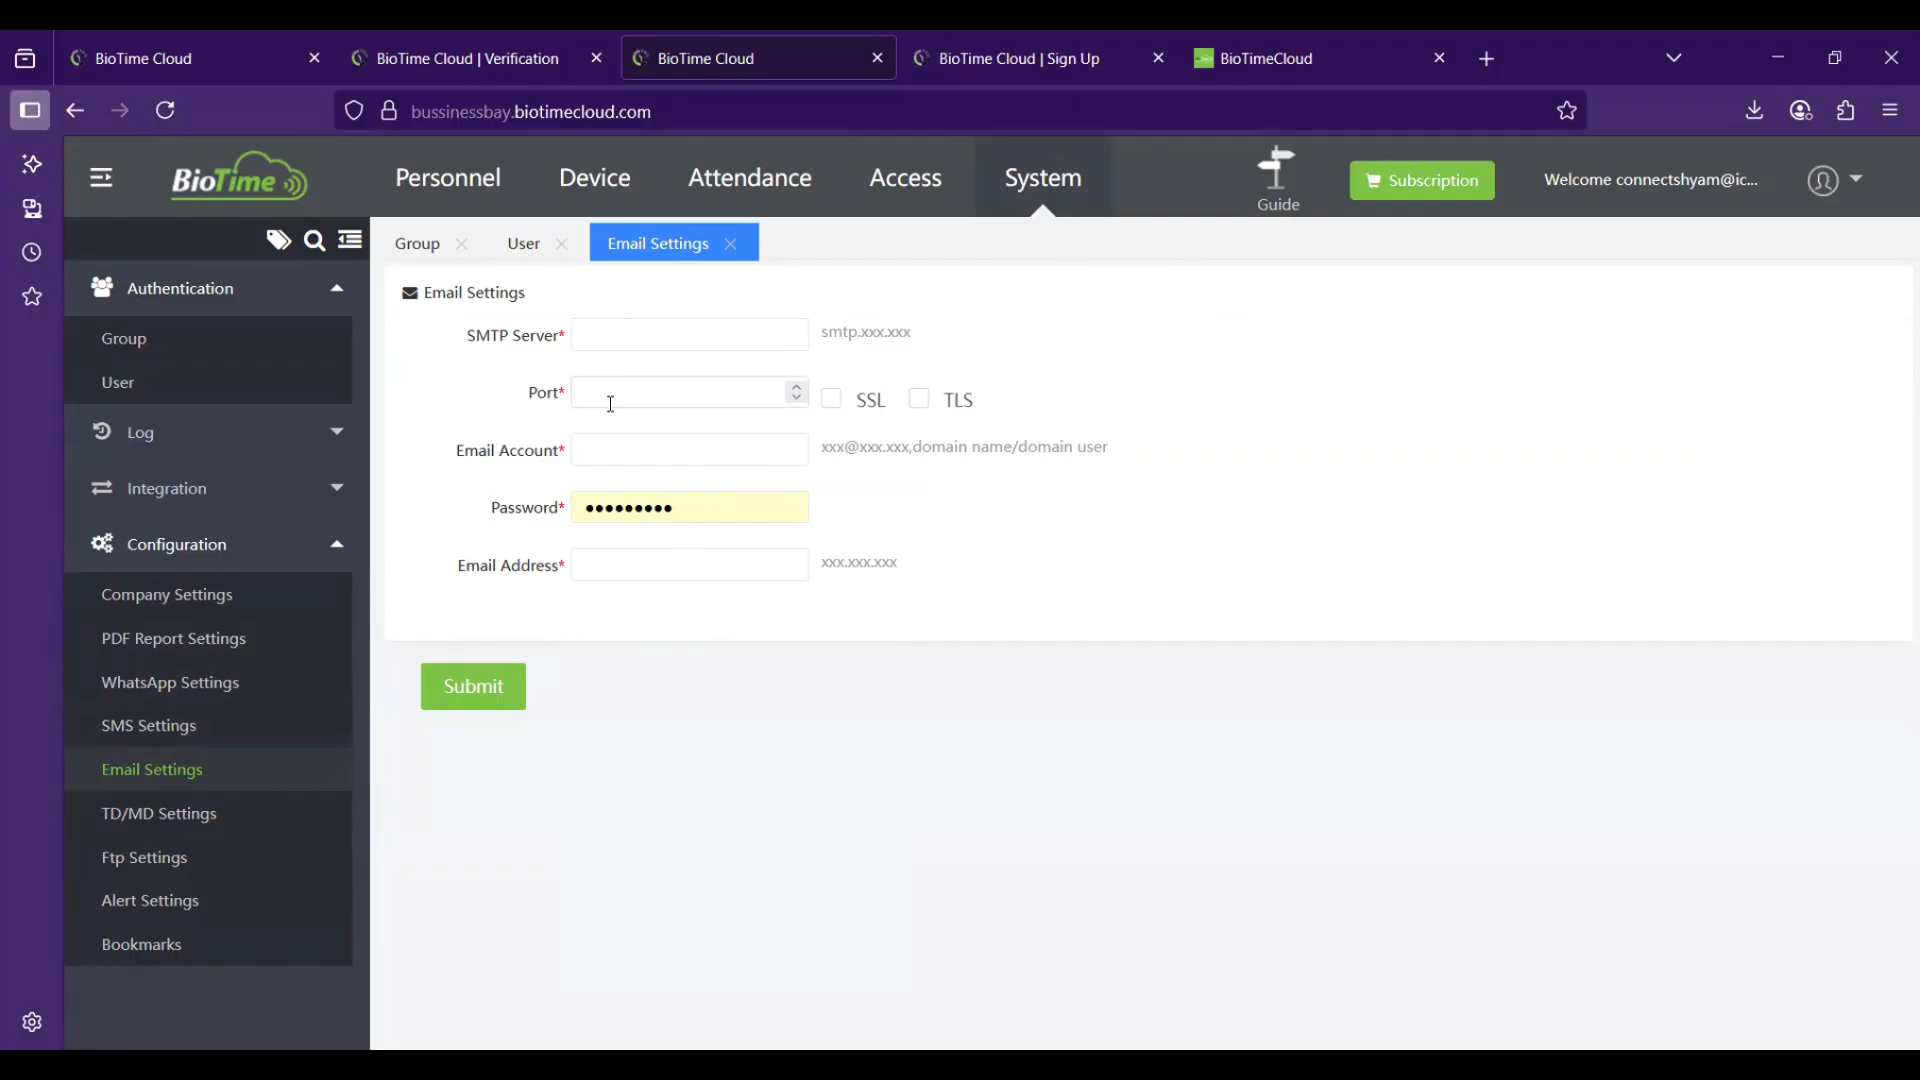 BioTime Cloud
BioTime Cloud | Verification
BioTime Cloud
BioTime Cloud | Sign Up
BioTimeCloud
bussinessbay.biotimecloud.com
BioTime
Personnel
Device
Attendance
Access
System
Guide
Subscription
Welcome connectshyam@ic...
Group
User
Email Settings
Authentication
Group
User
Log
Integration
Configuration
Company Settings
PDF Report Settings
WhatsApp Settings
SMS Settings
Email Settings
TD/MD Settings
Ftp Settings
Alert Settings
Bookmarks
Email Settings
SMTP Server* smtp.xxx.xxx
Port* SSL TLS
Email Account* xxx@xxx.xxx,domain name/domain user
Password* •••••••••
Email Address* xxx.xxx.xxx
Submit